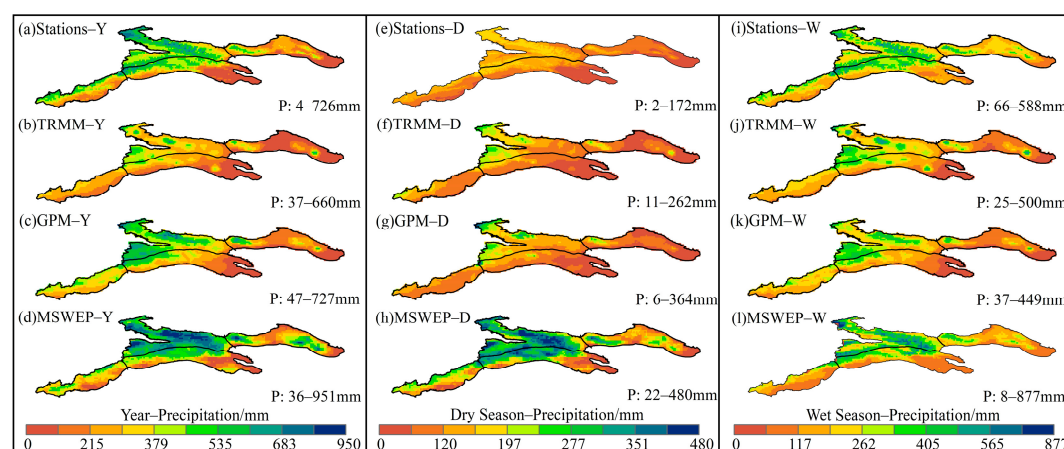 (a)Stations–Y
P: 4–726mm
(b)TRMM–Y
P: 37–660mm
(c)GPM–Y
P: 47–727mm
(d)MSWEP–Y
P: 36–951mm
Year–Precipitation/mm
0 215 379 535 683 950
(e)Stations–D
P: 2–172mm
(f)TRMM–D
P: 11–262mm
(g)GPM–D
P: 6–364mm
(h)MSWEP–D
P: 22–480mm
Dry Season–Precipitation/mm
0 120 197 277 351 480
(i)Stations–W
P: 66–588mm
(j)TRMM–W
P: 25–500mm
(k)GPM–W
P: 37–449mm
(l)MSWEP–W
P: 8–877mm
Wet Season–Precipitation/mm
0 117 262 405 565 877